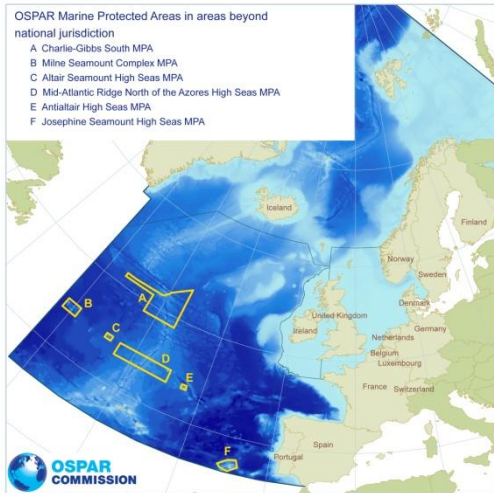 OSPAR Marine Protected Areas in areas beyond
national jurisdiction
A Charlie-Gibbs South MPA
B Milne Seamount Complex MPA
C Altair Seamount High Seas MPA
D Mid-Atlantic Ridge North of the Azores High Seas MPA
E Antialtair High Seas MPA
F Josephine Seamount High Seas MPA
Iceland
Finland
Norway
Sweden
A
B
United Kingdom
Denmark
Ireland
C
Netherlands
Germany
D
Belgium
Luxembourg
E
France
Switzerland
Spain
F
Portugal
OSPAR
COMMISSION